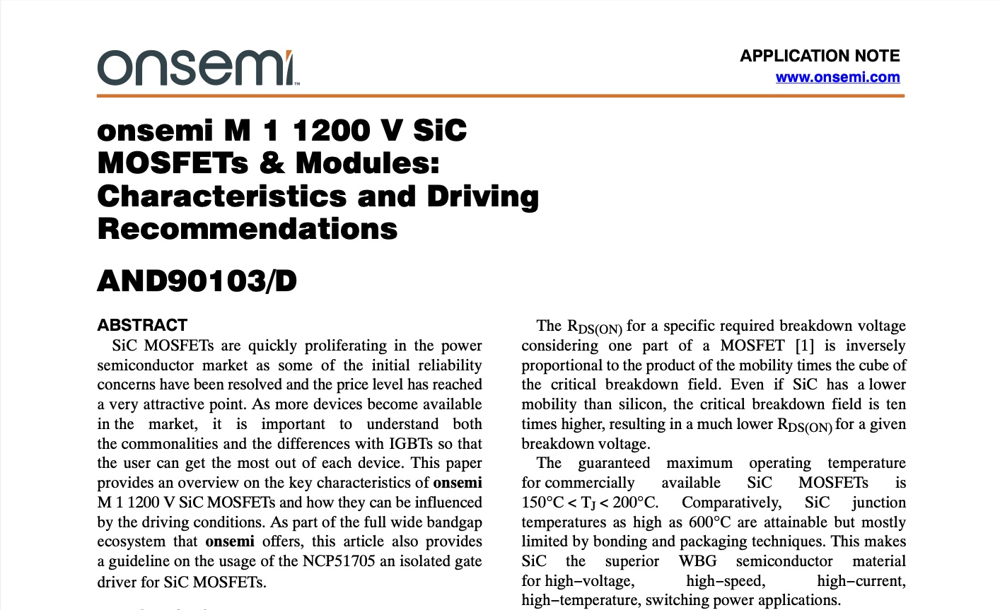 onsemi™
APPLICATION NOTE
www.onsemi.com
onsemi M 1 1200 V SiC
MOSFETs & Modules:
Characteristics and Driving
Recommendations
AND90103/D
ABSTRACT
SiC MOSFETs are quickly proliferating in the power
semiconductor market as some of the initial reliability
concerns have been resolved and the price level has reached
a very attractive point. As more devices become available
in the market, it is important to understand both
the commonalities and the differences with IGBTs so that
the user can get the most out of each device. This paper
provides an overview on the key characteristics of onsemi
M 1 1200 V SiC MOSFETs and how they can be influenced
by the driving conditions. As part of the full wide bandgap
ecosystem that onsemi offers, this article also provides
a guideline on the usage of the NCP51705 an isolated gate
driver for SiC MOSFETs.
The RDS(ON) for a specific required breakdown voltage
considering one part of a MOSFET [1] is inversely
proportional to the product of the mobility times the cube of
the critical breakdown field. Even if SiC has a lower
mobility than silicon, the critical breakdown field is ten
times higher, resulting in a much lower RDS(ON) for a given
breakdown voltage.
The guaranteed maximum operating temperature
for commercially available SiC MOSFETs is
150°C < TJ < 200°C. Comparatively, SiC junction
temperatures as high as 600°C are attainable but mostly
limited by bonding and packaging techniques. This makes
SiC the superior WBG semiconductor material
for high−voltage, high−speed, high−current,
high−temperature, switching power applications.